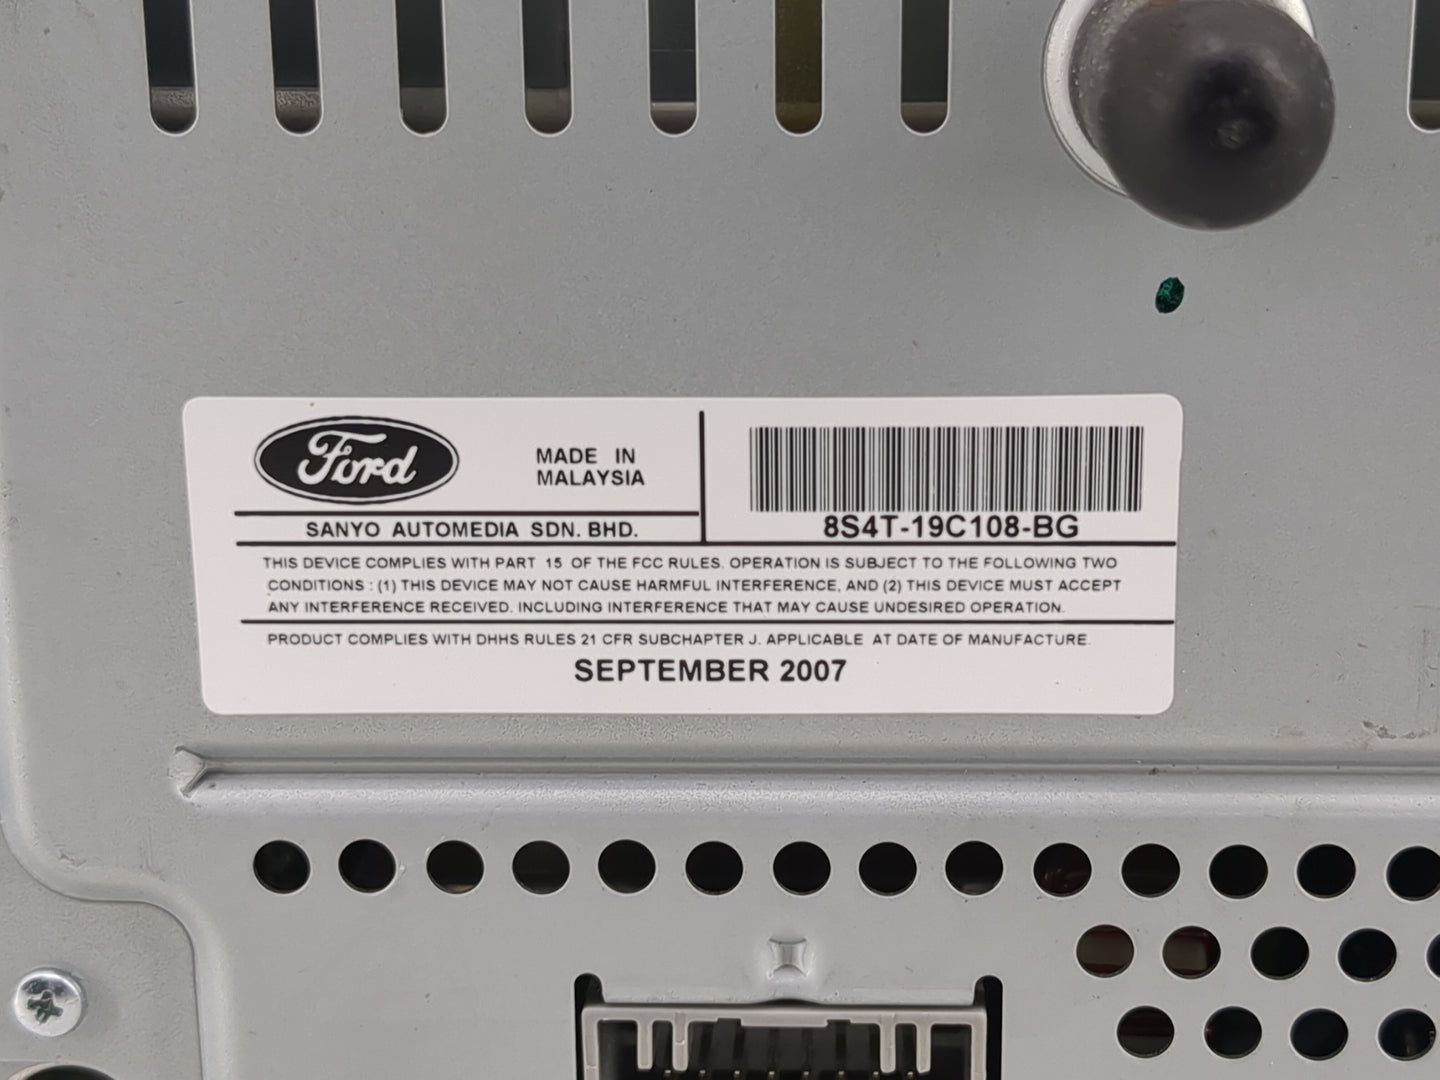 Ford
MADE IN
MALAYSIA
SANYO AUTOMEDIA SDN. BHD.
8S4T-19C108-BG
THIS DEVICE COMPLIES WITH PART 15 OF THE FCC RULES. OPERATION IS SUBJECT TO THE FOLLOWING TWO
CONDITIONS : (1) THIS DEVICE MAY NOT CAUSE HARMFUL INTERFERENCE, AND (2) THIS DEVICE MUST ACCEPT
ANY INTERFERENCE RECEIVED. INCLUDING INTERFERENCE THAT MAY CAUSE UNDESIRED OPERATION.
PRODUCT COMPLIES WITH DHHS RULES 21 CFR SUBCHAPTER J. APPLICABLE AT DATE OF MANUFACTURE.
SEPTEMBER 2007